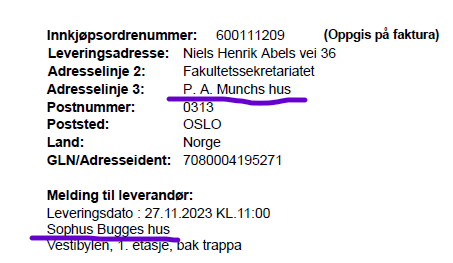 Innkjøpsordrenummer: 600111209 (Oppgis på faktura)
Leveringsadresse: Niels Henrik Abels vei 36
Adresselinje 2: Fakultetssekretariatet
Adresselinje 3: P. A. Munchs hus
Postnummer: 0313
Poststed: OSLO
Land: Norge
GLN/Adresseident: 7080004195271
Melding til leverandør:
Leveringsdato : 27.11.2023 KL.11:00
Sophus Bugges hus
Vestibylen, 1. etasje, bak trappa